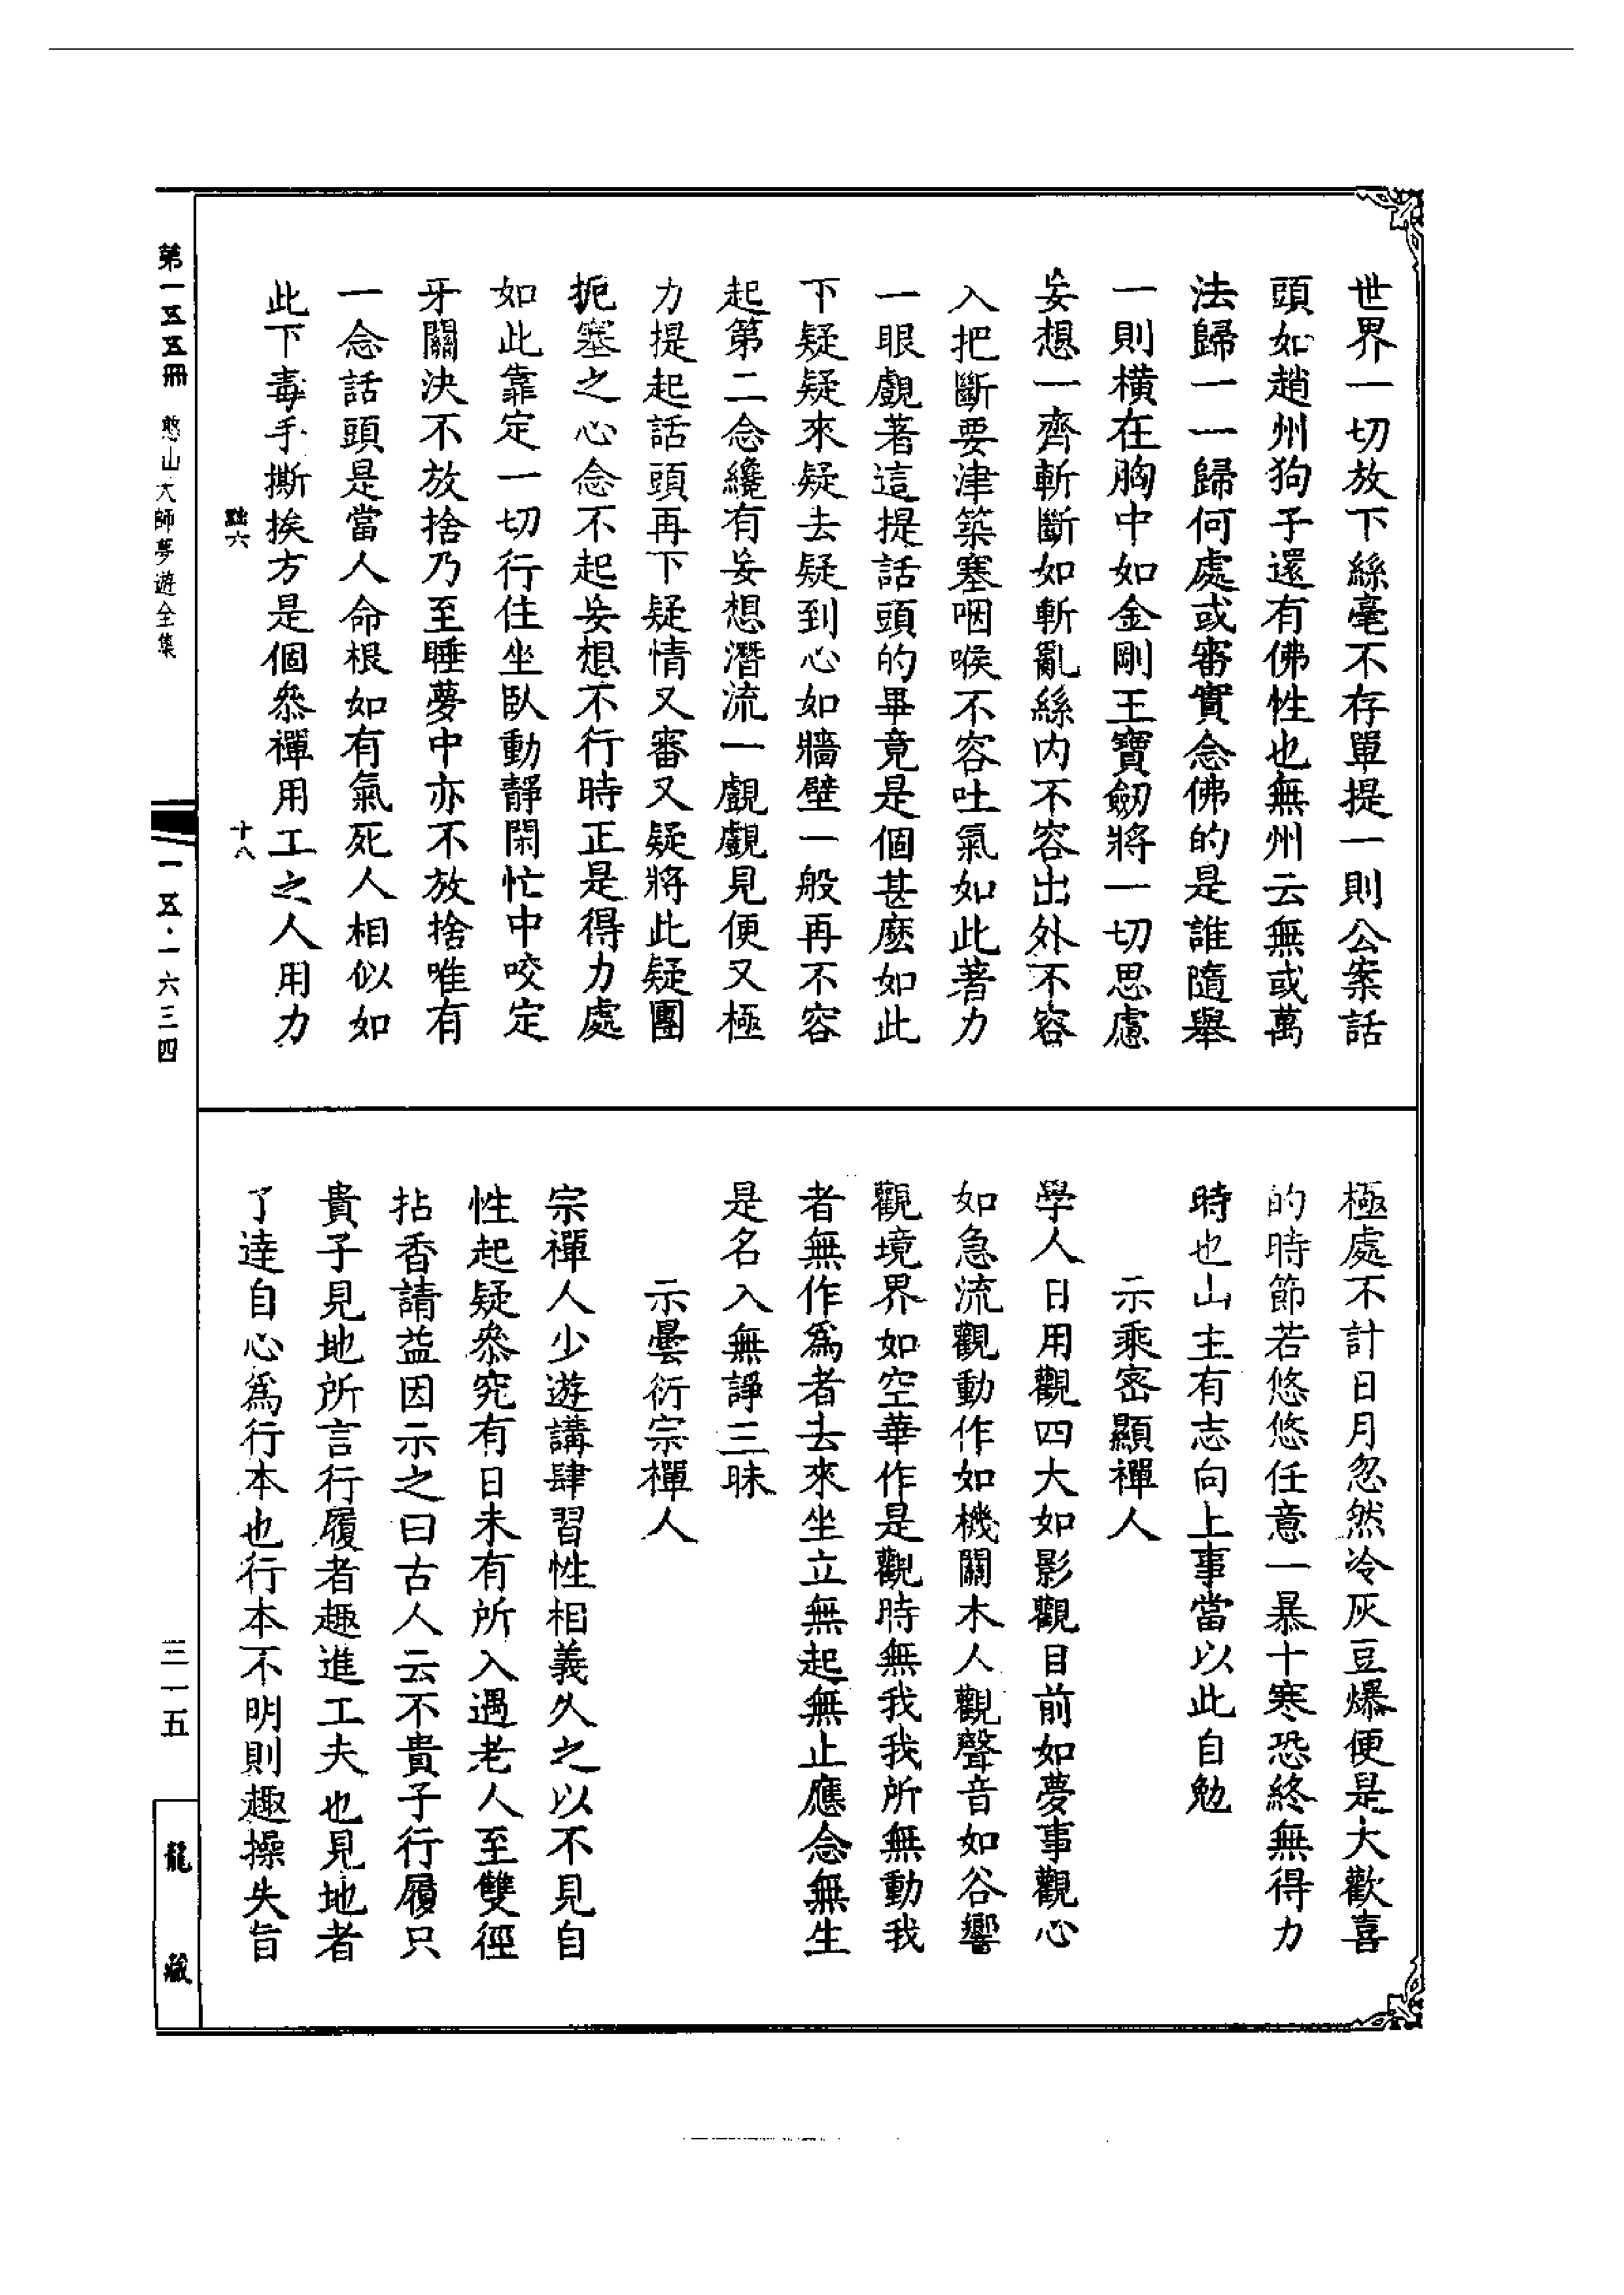 世界一切放下絲毫不存單提一則公案話
頭如趙州狗子還有佛性也無州云無或萬
法歸一一歸何處或審實念佛的是誰隨舉
一則橫在胸中如金剛王寶劒將一切思慮
妄想一齊斬斷如斬亂絲内不容出外不容
入把斷要津築塞咽喉不容吐氣如此著力
一眼覷著這提話頭的畢竟是個甚麽如此
下疑疑來疑去疑到心如牆壁一般再不容
起第二念纔有妄想潛流一覷覷見便又極
力提起話頭再下疑情又審又疑將此疑團
扼塞之心念不起妄想不行時正是得力處
如此靠定一切行住坐臥動靜閑忙中咬定
牙關決不放捨乃至睡夢中亦不放捨唯有
一念話頭是當人命根如有氣死人相似如
此下毒手撕挨方是個叅禪用工之人用力
六
十八
極處不計日月忽然冷灰豆爆便是大歡喜
的時節若悠悠任意一暴十寒恐終無得力
時也山主有志向上事當以此自勉
示乘密顯禪人
學人日用觀四大如影觀目前如夢事觀心
如急流觀動作如機關木人觀聲音如谷響
觀境界如空華作是觀時無我我所無動我
者無作為者去來坐立無起無止應念無生
是名入無諍三昧
示曇衍宗禪人
宗禪人少遊講肆習性相義久之以不見自
性起疑叅究有日未有所入遇老人至雙徑
拈香請益因示之曰古人云不貴子行履只
貴子見地所言行履者趣進工夫也見地者
了達自心為行本也行本不明則趣操失旨
第一五五冊　憨山大師夢遊全集
一五·一六三四
三一五
龍藏